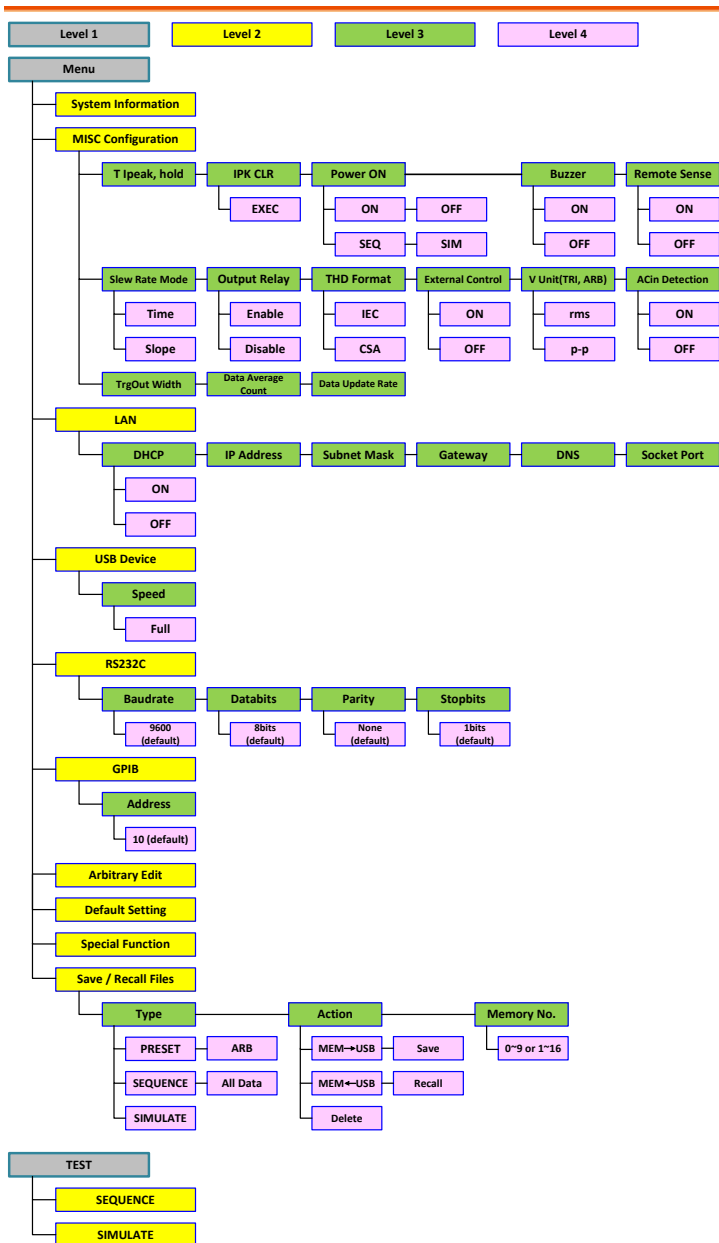 Level 1 Level 2 Level 3 Level 4
Menu
System Information
MISC Configuration
T Ipeak, hold IPK CLR Power ON Buzzer Remote Sense
EXEC ON OFF ON ON
SEQ SIM OFF OFF
Slew Rate Mode Output Relay THD Format External Control V Unit(TRI, ARB) ACin Detection
Time Enable IEC ON rms ON
Slope Disable CSA OFF p-p OFF
TrgOut Width Data Average Count Data Update Rate
LAN
DHCP IP Address Subnet Mask Gateway DNS Socket Port
ON
OFF
USB Device
Speed
Full
RS232C
Baudrate Databits Parity Stopbits
9600 (default) 8bits (default) None (default) 1bits (default)
GPIB
Address
10 (default)
Arbitrary Edit
Default Setting
Special Function
Save / Recall Files
Type Action Memory No.
PRESET ARB MEM→USB Save 0~9 or 1~16
SEQUENCE All Data MEM←USB Recall
SIMULATE Delete
TEST
SEQUENCE
SIMULATE